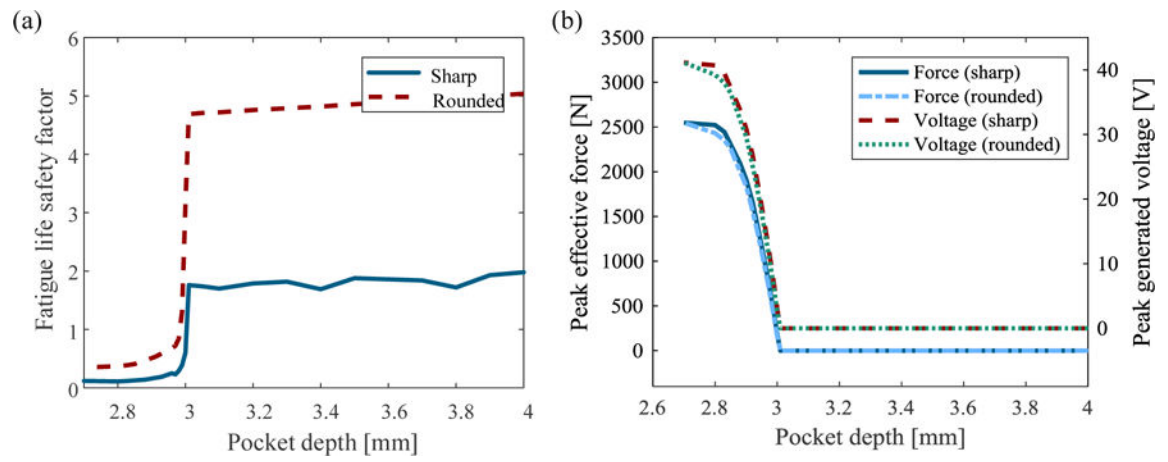 (a)
6
5
4
3
2
1
0
Fatigue life safety factor
Sharp
Rounded
2.8 3 3.2 3.4 3.6 3.8 4
Pocket depth [mm]
(b)
3500
3000
2500
2000
1500
1000
500
0
Peak effective force [N]
Force (sharp)
Force (rounded)
Voltage (sharp)
Voltage (rounded)
40
30
20
10
0
Peak generated voltage [V]
2.6 2.8 3 3.2 3.4 3.6 3.8 4
Pocket depth [mm]